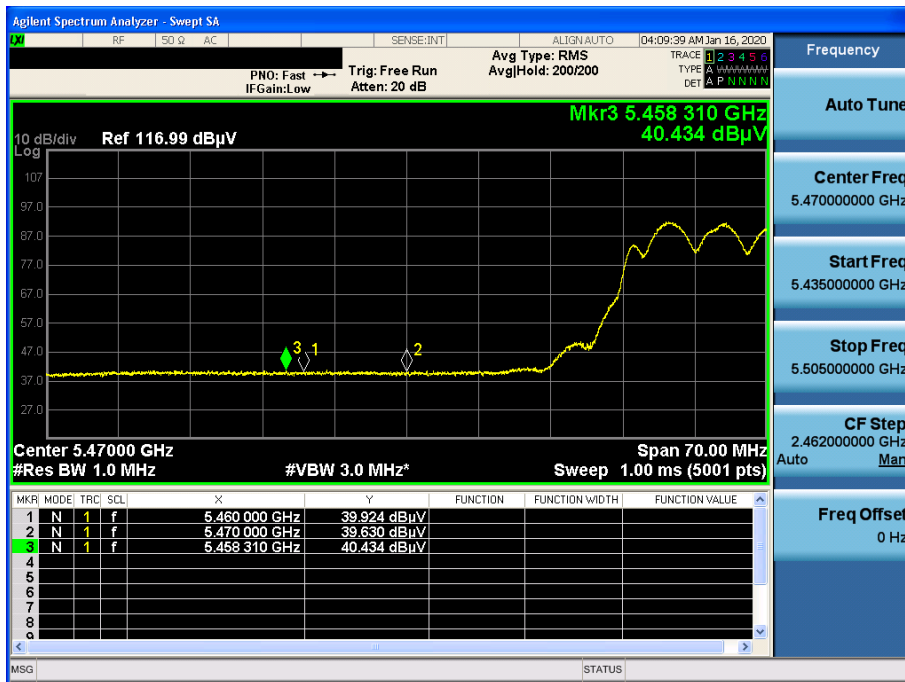 Agilent Spectrum Analyzer - Swept SA
LXI RF 50 Ω AC SENSE:INT ALIGN AUTO 04:09:39 AM Jan 16, 2020
PNO: Fast
IFGain:Low
Trig: Free Run
Atten: 20 dB
Avg Type: RMS
Avg|Hold: 200/200
TRACE 1 2 3 4 5 6
TYPE A WWWWW
DET A P N N N N
Mkr3 5.458 310 GHz
40.434 dBµV
10 dB/div Ref 116.99 dBµV
Log
107
97.0
87.0
77.0
67.0
57.0
47.0
37.0
27.0
3 1 2
Center 5.47000 GHz Span 70.00 MHz
#Res BW 1.0 MHz #VBW 3.0 MHz* Sweep 1.00 ms (5001 pts)
MKR MODE TRC SCL X Y FUNCTION FUNCTION WIDTH FUNCTION VALUE
1 N 1 f 5.460 000 GHz 39.924 dBµV
2 N 1 f 5.470 000 GHz 39.630 dBµV
3 N 1 f 5.458 310 GHz 40.434 dBµV
4
5
6
7
8
9
MSG STATUS
Frequency
Auto Tune
Center Freq
5.470000000 GHz
Start Freq
5.435000000 GHz
Stop Freq
5.505000000 GHz
CF Step
2.462000000 GHz
Auto Man
Freq Offset
0 Hz